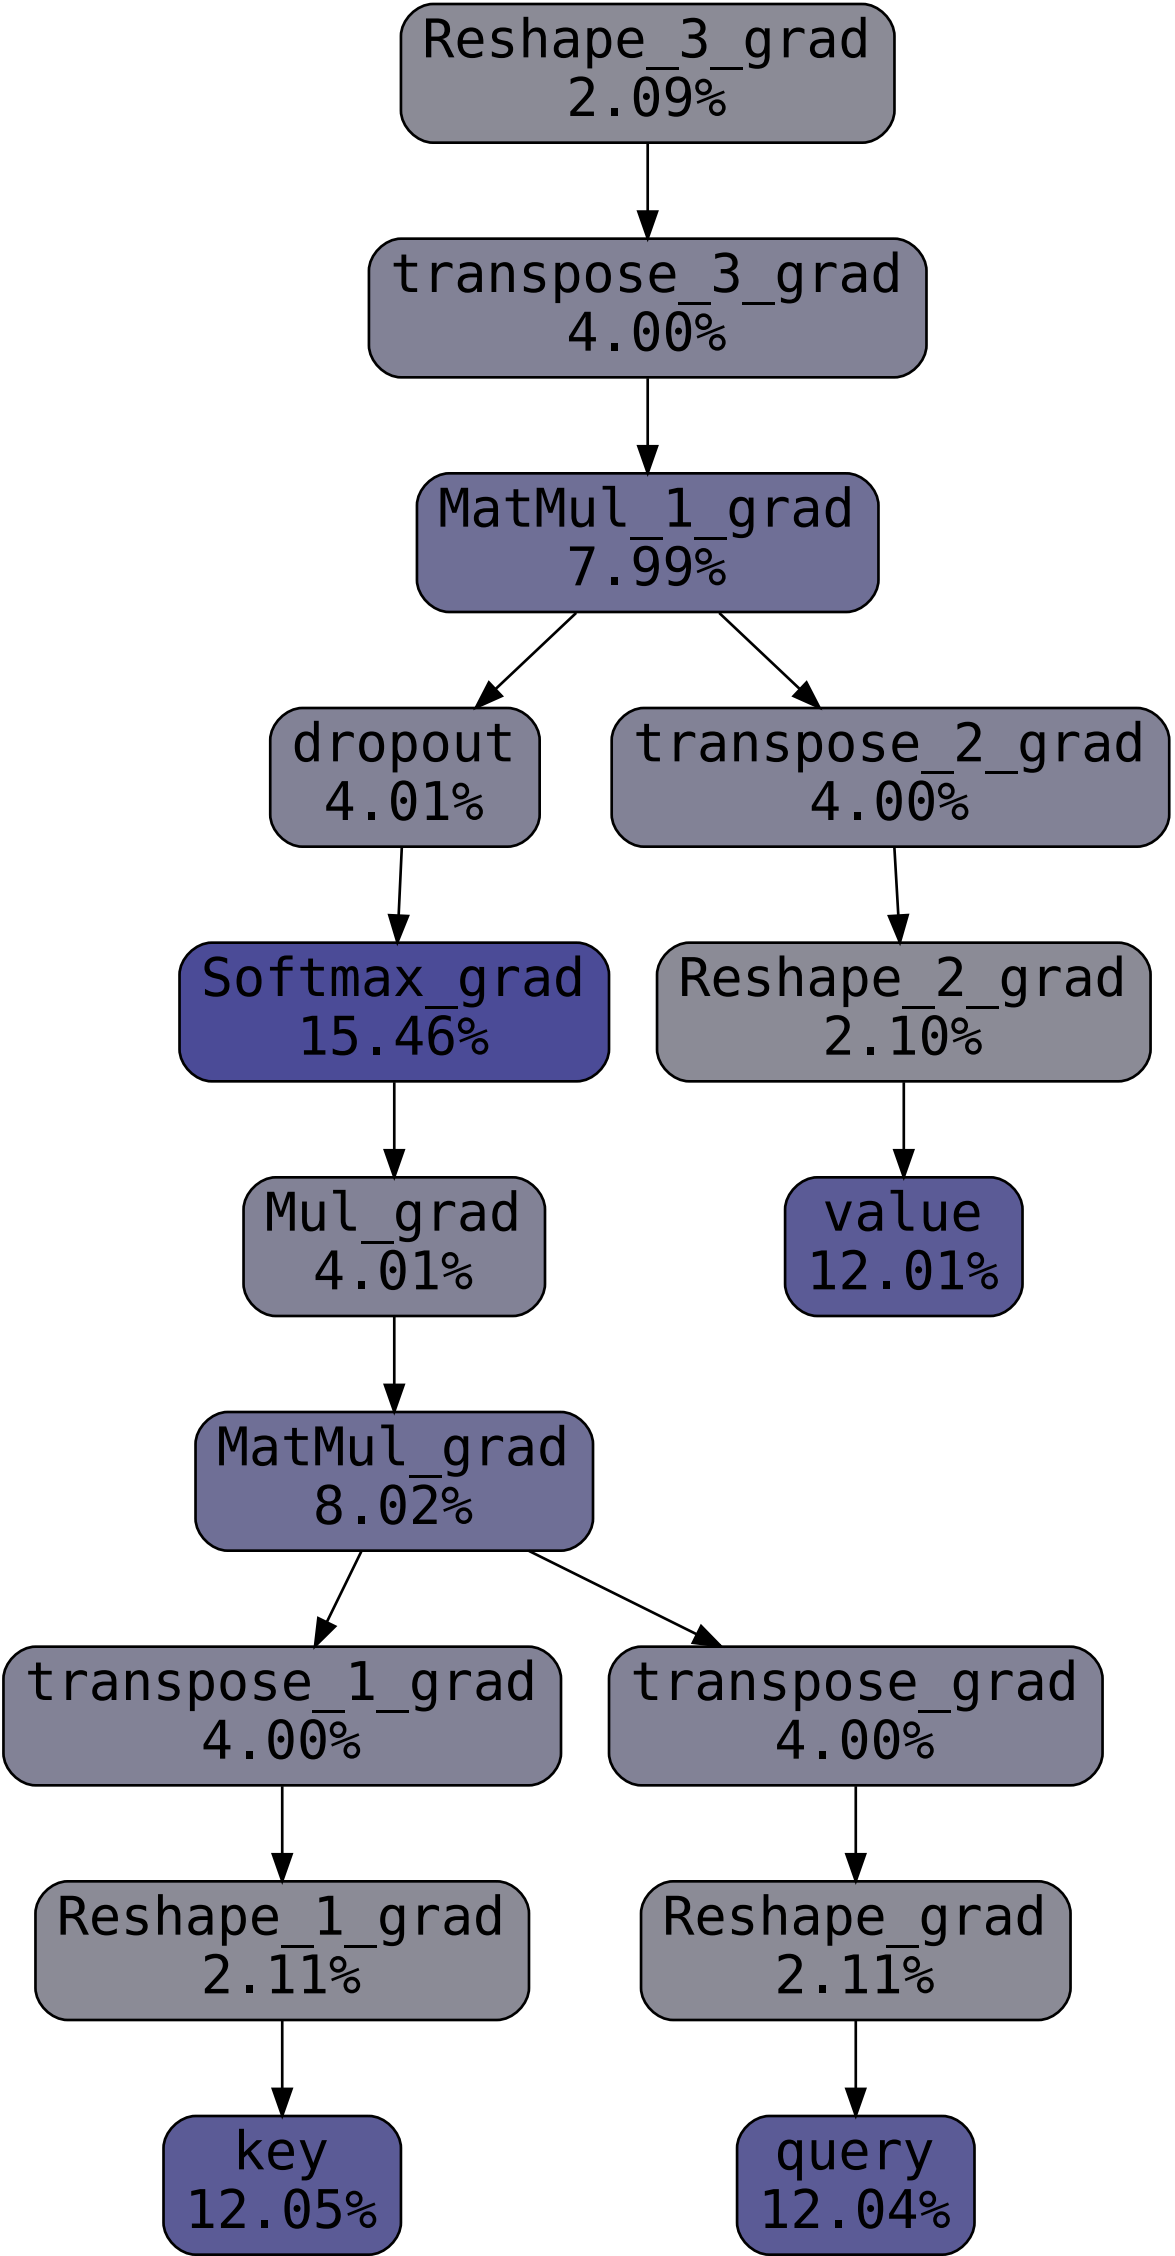 Reshape_3_grad
2.09%
transpose_3_grad
4.00%
MatMul_1_grad
7.99%
dropout
4.01%
transpose_2_grad
4.00%
Softmax_grad
15.46%
Reshape_2_grad
2.10%
Mul_grad
4.01%
value
12.01%
MatMul_grad
8.02%
transpose_1_grad
4.00%
transpose_grad
4.00%
Reshape_1_grad
2.11%
Reshape_grad
2.11%
key
12.05%
query
12.04%